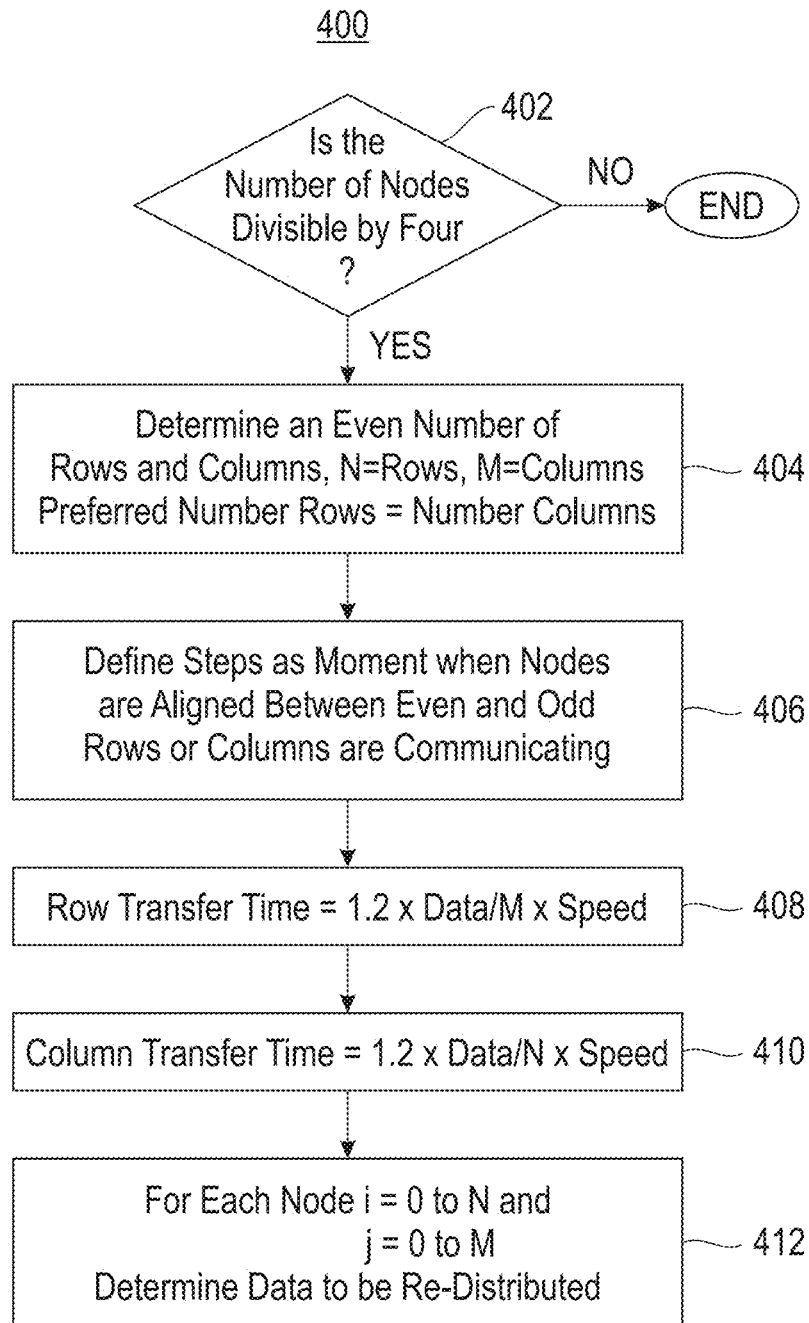 400
402
Is the
Number of Nodes
Divisible by Four
?
NO
END
YES
Determine an Even Number of
Rows and Columns, N=Rows, M=Columns
Preferred Number Rows = Number Columns
404
Define Steps as Moment when Nodes
are Aligned Between Even and Odd
Rows or Columns are Communicating
406
Row Transfer Time = 1.2 x Data/M x Speed
408
Column Transfer Time = 1.2 x Data/N x Speed
410
For Each Node i = 0 to N and
j = 0 to M
Determine Data to be Re-Distributed
412